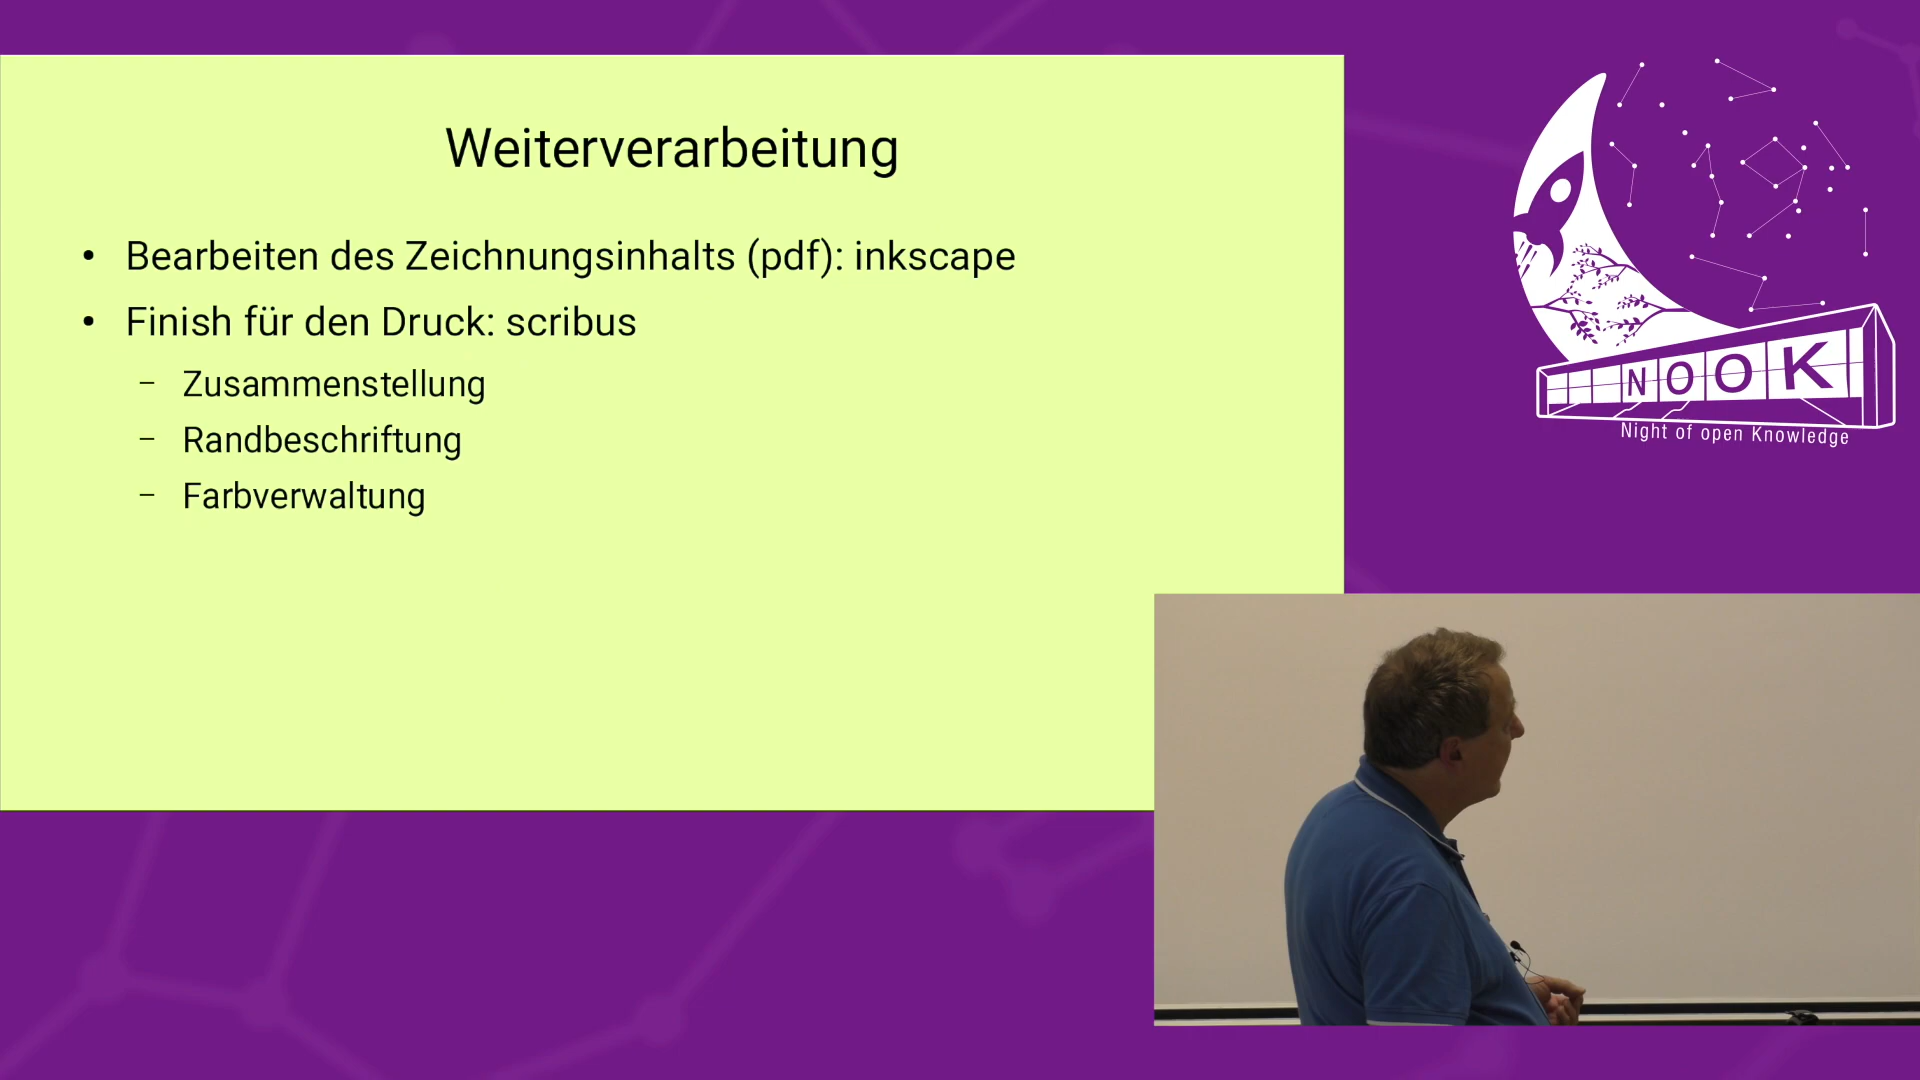 Weiterverarbeitung
• Bearbeiten des Zeichnungsinhalts (pdf): inkscape
• Finish für den Druck: scribus
– Zusammenstellung
– Randbeschriftung
– Farbverwaltung
NOOK
Night of open Knowledge